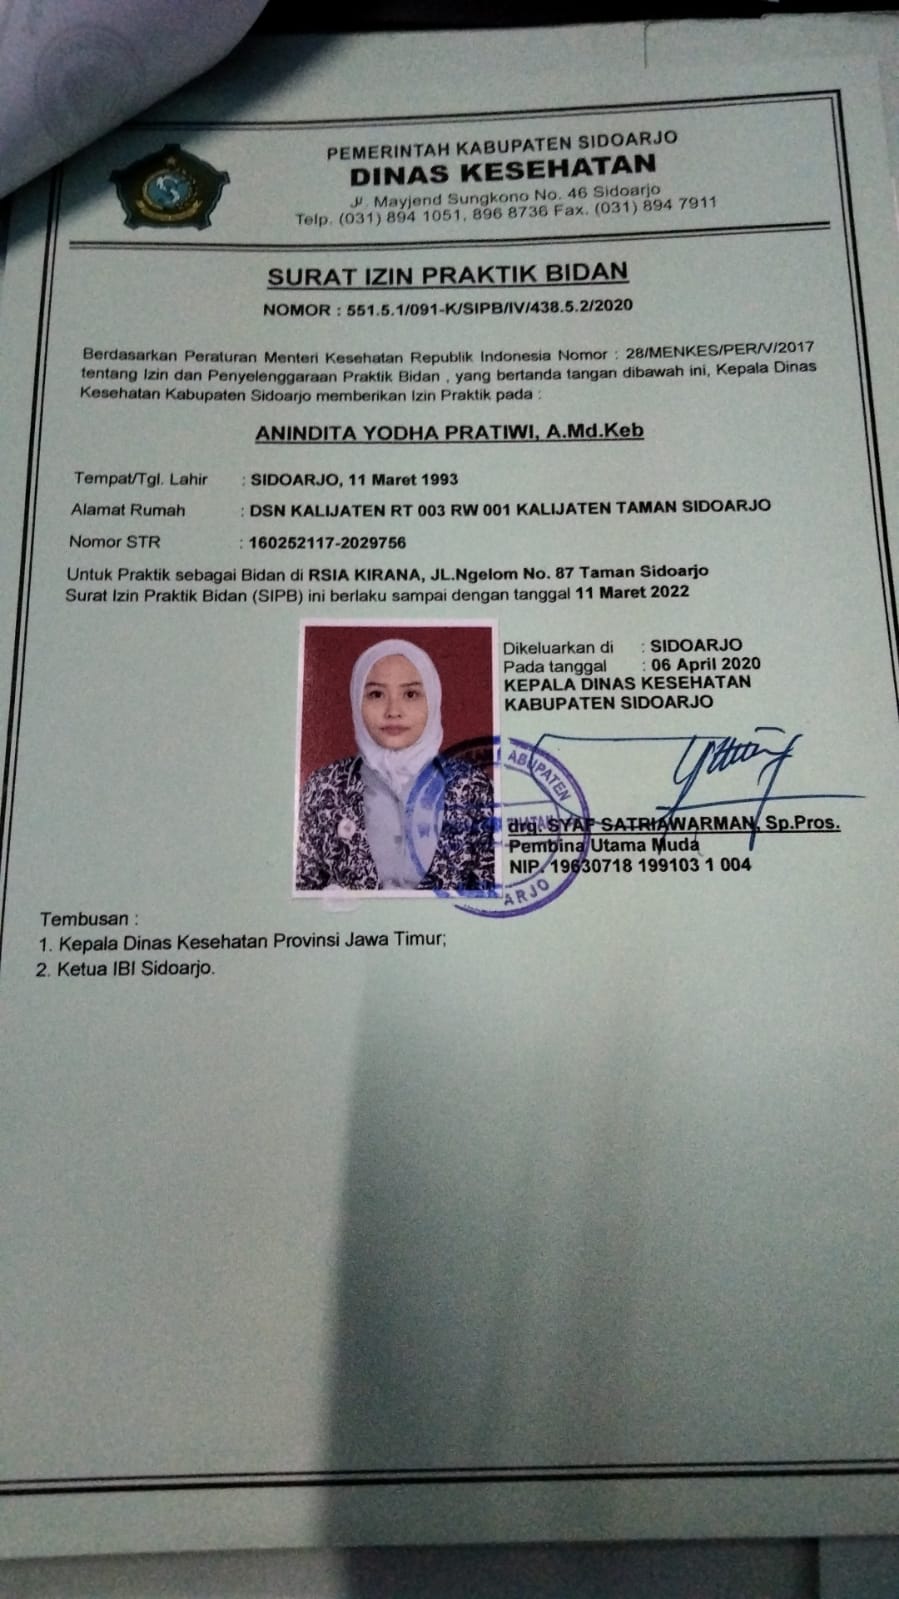 PEMERINTAH KABUPATEN SIDOARJO
DINAS KESEHATAN
Jl. Mayjend Sungkono No. 46 Sidoarjo
Telp. (031) 894 1051, 896 8736 Fax. (031) 894 7911
SURAT IZIN PRAKTIK BIDAN
NOMOR : 551.5.1/091-K/SIPB/IV/438.5.2/2020
Berdasarkan Peraturan Menteri Kesehatan Republik Indonesia Nomor : 28/MENKES/PER/V/2017
tentang Izin dan Penyelenggaraan Praktik Bidan , yang bertanda tangan dibawah ini, Kepala Dinas
Kesehatan Kabupaten Sidoarjo memberikan Izin Praktik pada :
ANINDITA YODHA PRATIWI, A.Md.Keb
Tempat/Tgl. Lahir : SIDOARJO, 11 Maret 1993
Alamat Rumah : DSN KALIJATEN RT 003 RW 001 KALIJATEN TAMAN SIDOARJO
Nomor STR : 160252117-2029756
Untuk Praktik sebagai Bidan di RSIA KIRANA, JL.Ngelom No. 87 Taman Sidoarjo
Surat Izin Praktik Bidan (SIPB) ini berlaku sampai dengan tanggal 11 Maret 2022
Dikeluarkan di : SIDOARJO
Pada tanggal : 06 April 2020
KEPALA DINAS KESEHATAN
KABUPATEN SIDOARJO
drg. SYAF SATRIAWARMAN, Sp.Pros.
Pembina Utama Muda
NIP. 19630718 199103 1 004
Tembusan :
1. Kepala Dinas Kesehatan Provinsi Jawa Timur;
2. Ketua IBI Sidoarjo.